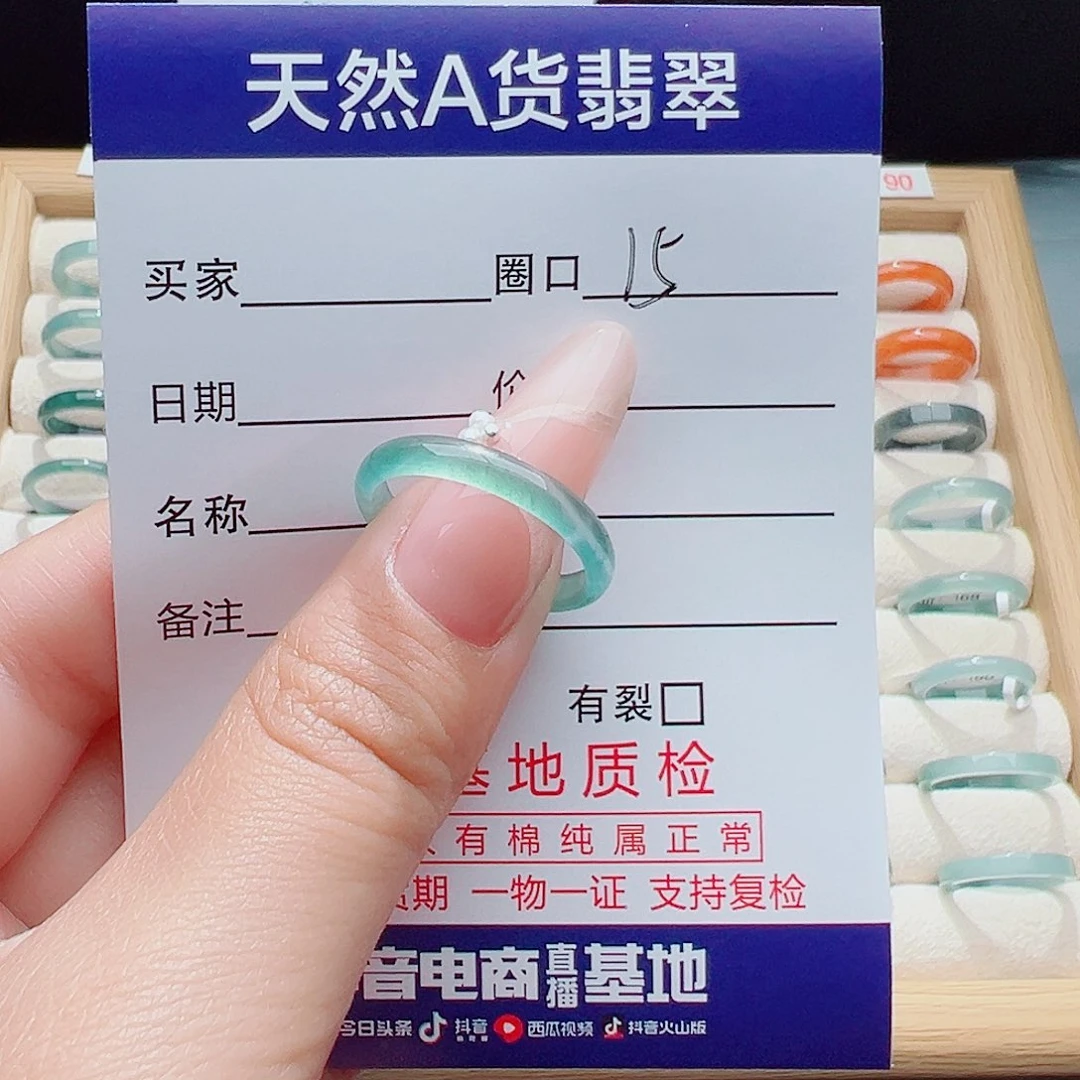 天然A货翡翠
90
买家 圈口 15
日期 价
名称
备注
有裂
地质检
有棉纯属正常
期 一物一证 支持复检
169
音电商直播基地
今日头条 抖音 西瓜视频 抖音火山版